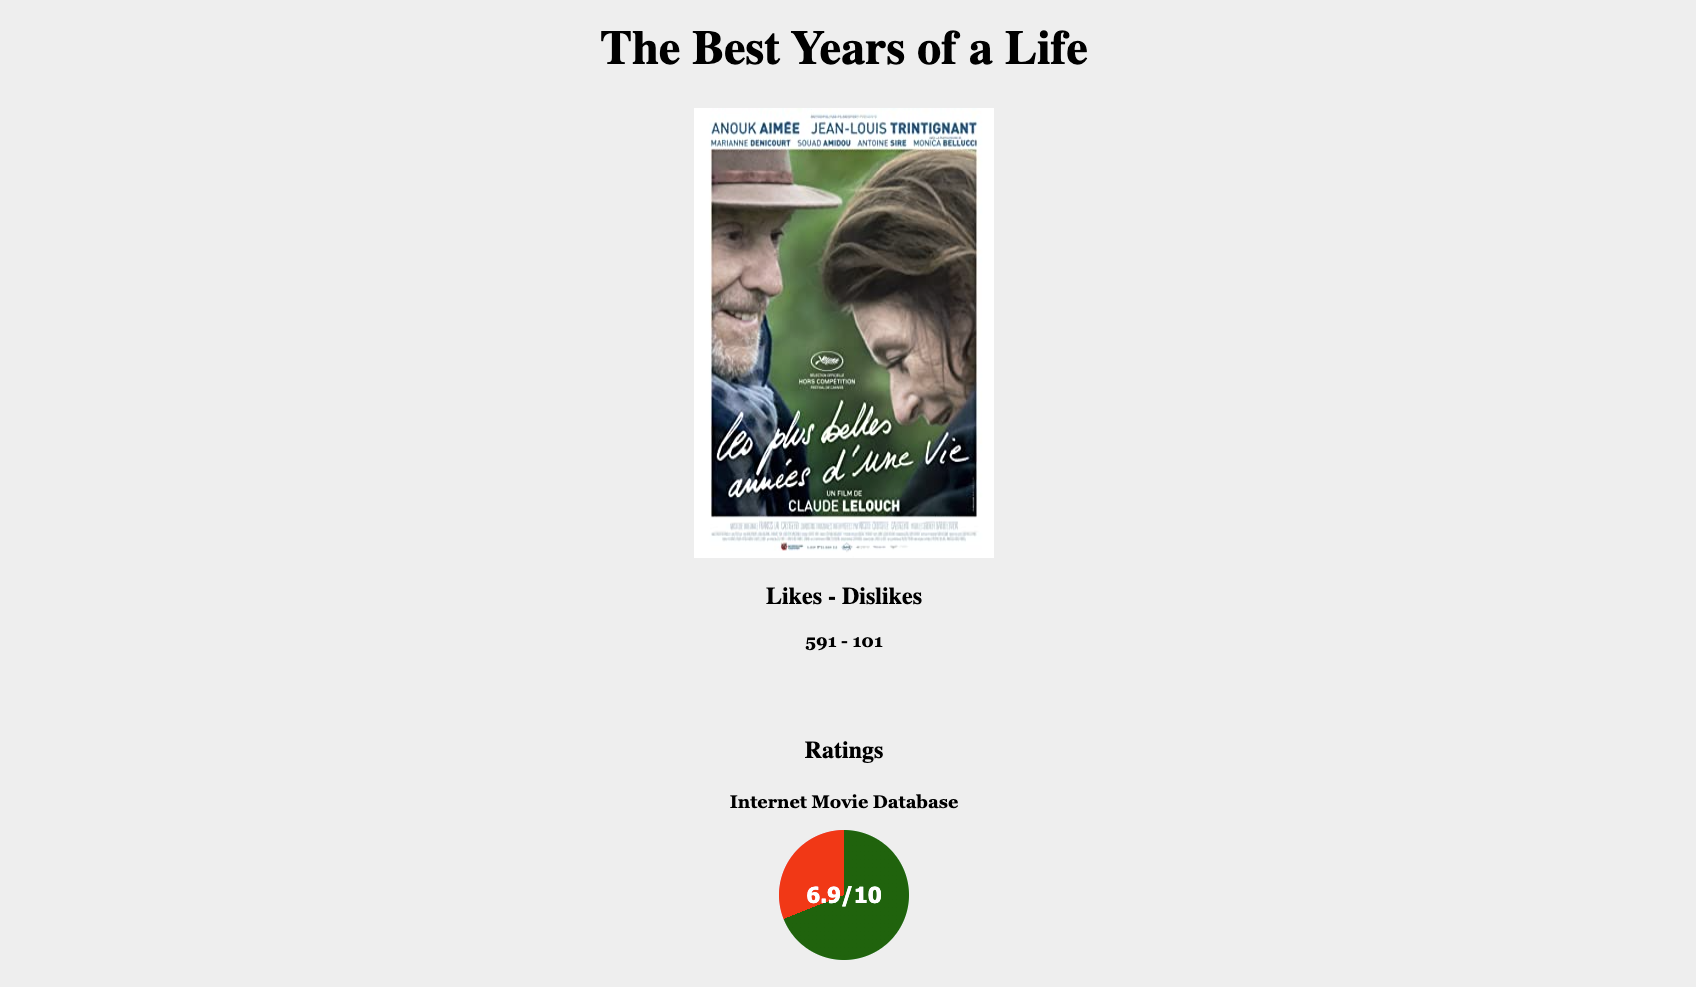 The Best Years of a Life
ANOUK AIMÉE JEAN-LOUIS TRINTIGNANT
MARIANNE DENICOURT SOUAD AMIDOU ANTOINE SIRE MONICA BELLUCCI
SÉLECTION OFFICIELLE
HORS COMPÉTITION
FESTIVAL DE CANNES
les plus belles
années d'une vie
UN FILM DE
CLAUDE LELOUCH
Likes - Dislikes
591 - 101
Ratings
Internet Movie Database
6.9/10